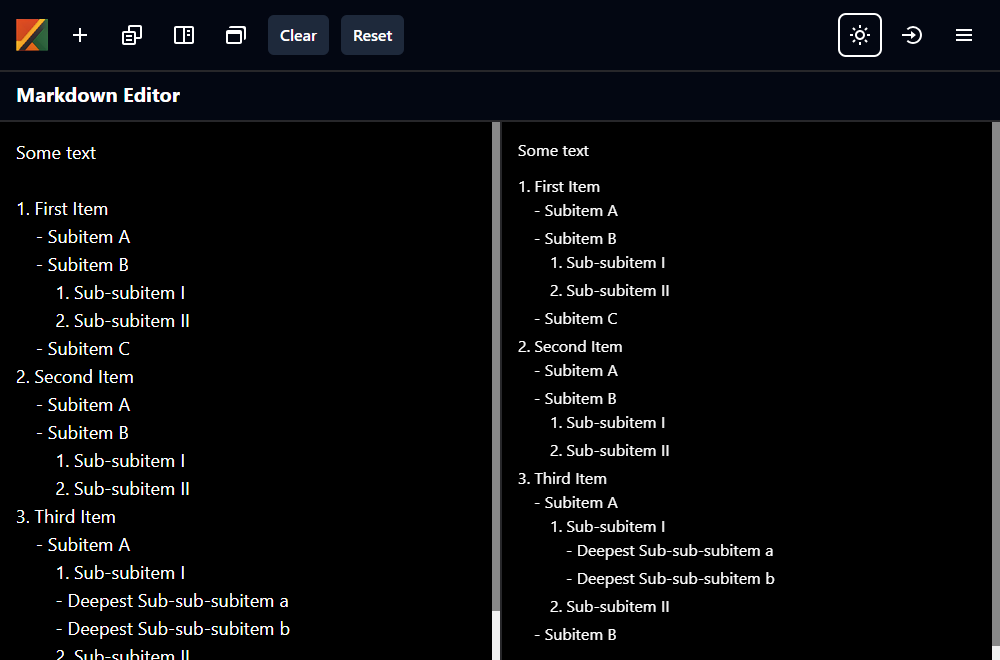 Clear
Reset
Markdown Editor
Some text
1. First Item
- Subitem A
- Subitem B
1. Sub-subitem I
2. Sub-subitem II
- Subitem C
2. Second Item
- Subitem A
- Subitem B
1. Sub-subitem I
2. Sub-subitem II
3. Third Item
- Subitem A
1. Sub-subitem I
- Deepest Sub-sub-subitem a
- Deepest Sub-sub-subitem b
2. Sub-subitem II
Some text
1. First Item
- Subitem A
- Subitem B
1. Sub-subitem I
2. Sub-subitem II
- Subitem C
2. Second Item
- Subitem A
- Subitem B
1. Sub-subitem I
2. Sub-subitem II
3. Third Item
- Subitem A
1. Sub-subitem I
- Deepest Sub-sub-subitem a
- Deepest Sub-sub-subitem b
2. Sub-subitem II
- Subitem B